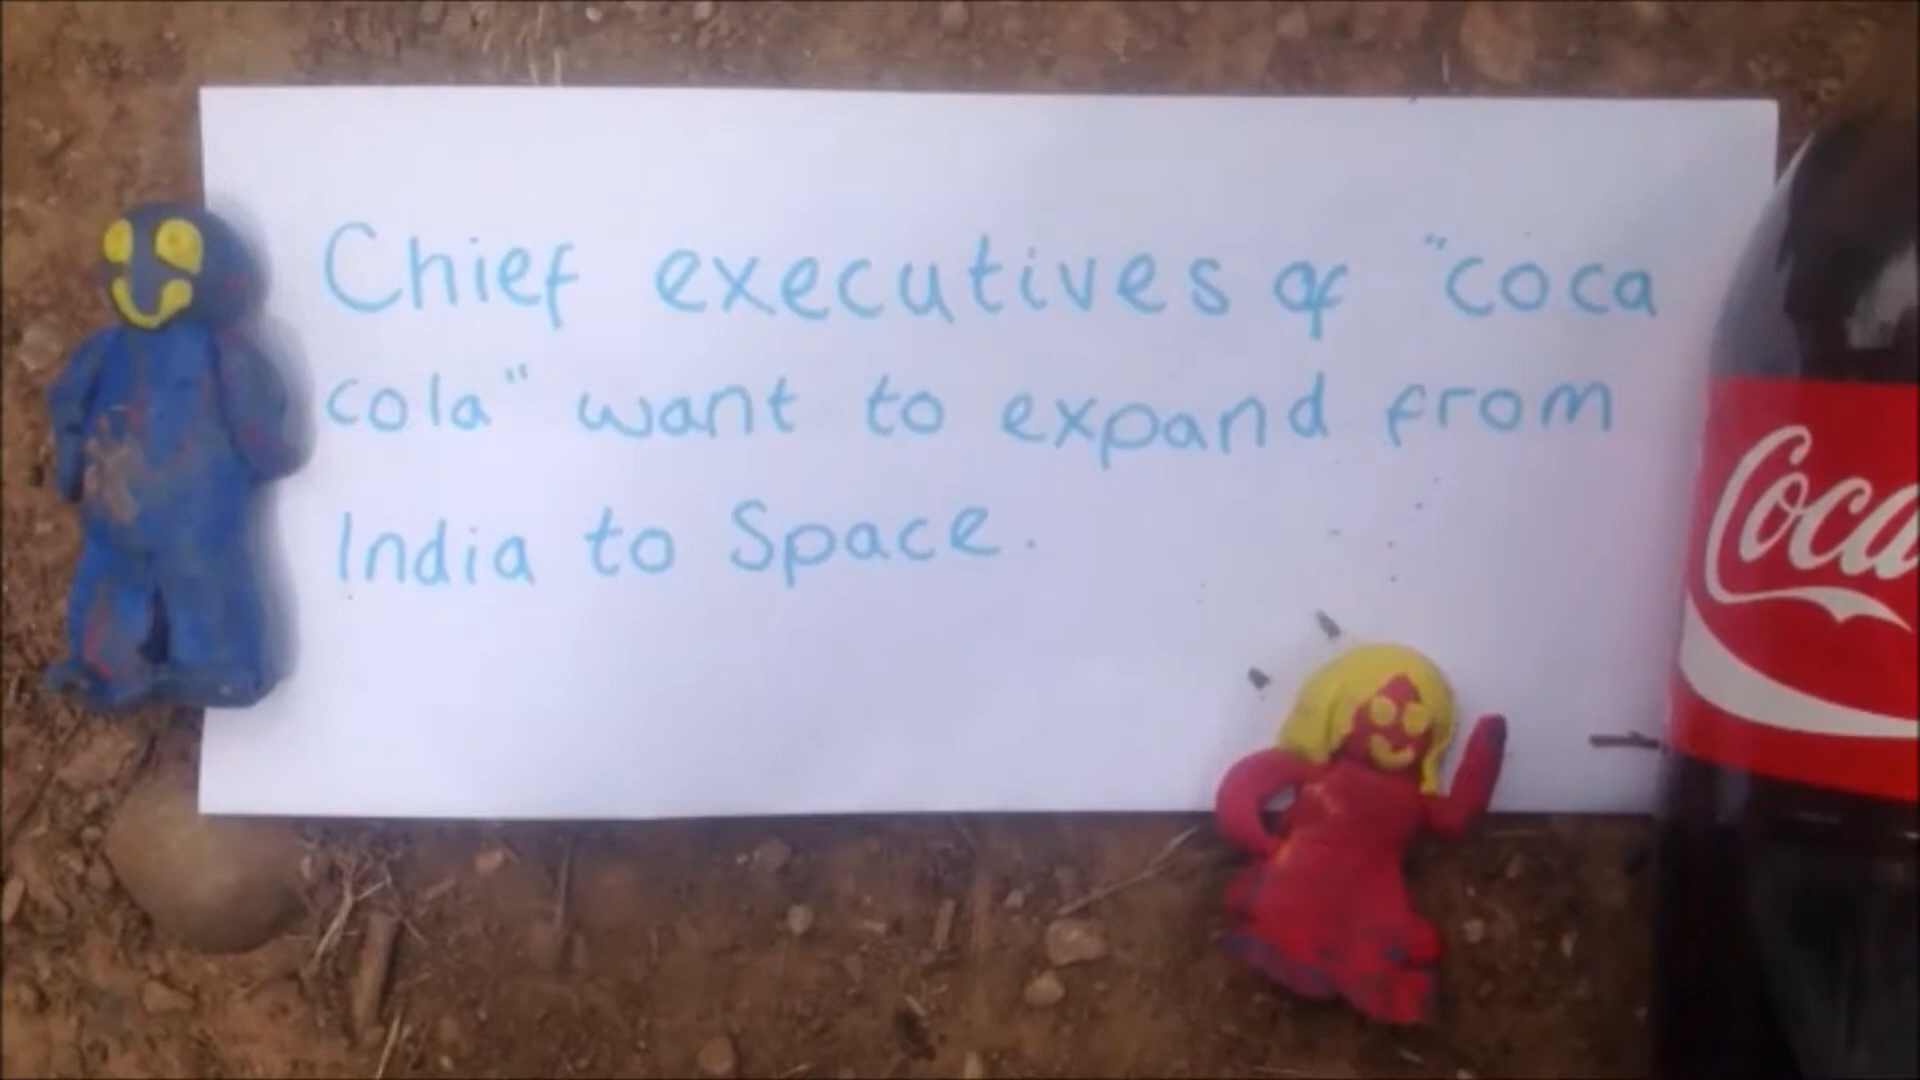 Chief executives of "coca
cola" want to expand from
India to Space.
Coca